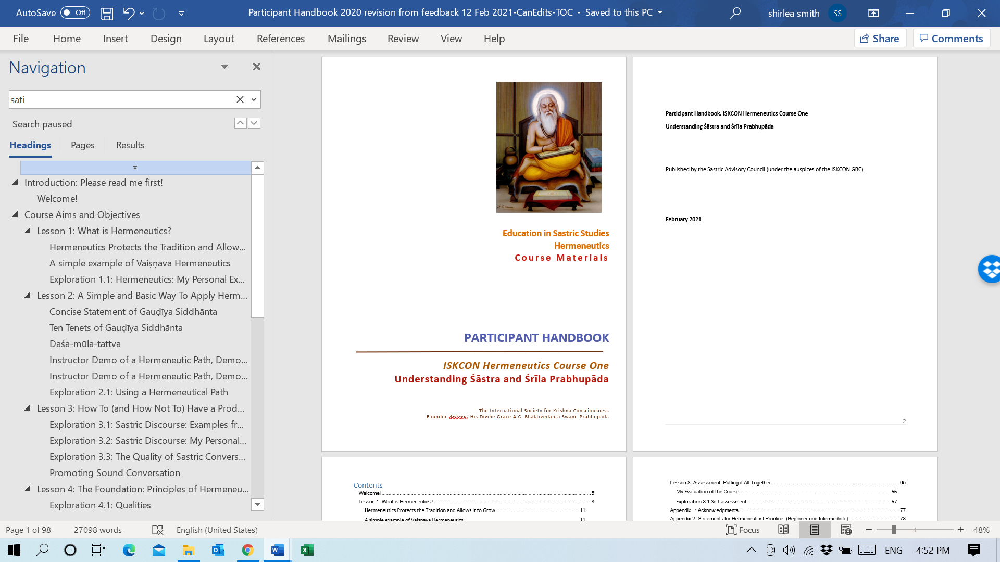 AutoSave Off
Participant Handbook 2020 revision from feedback 12 Feb 2021-CanEdits-TOC - Saved to this PC
shirlea smith SS
File Home Insert Design Layout References Mailings Review View Help
Share Comments
Navigation
sati
Search paused
Headings Pages Results
Introduction: Please read me first!
Welcome!
Course Aims and Objectives
Lesson 1: What is Hermeneutics?
Hermeneutics Protects the Tradition and Allow...
A simple example of Vaiṣṇava Hermeneutics
Exploration 1.1: Hermeneutics: My Personal Ex...
Lesson 2: A Simple and Basic Way To Apply Herm...
Concise Statement of Gauḍīya Siddhānta
Ten Tenets of Gauḍīya Siddhānta
Daśa-mūla-tattva
Instructor Demo of a Hermeneutic Path, Demo...
Instructor Demo of a Hermeneutic Path, Demo...
Exploration 2.1: Using a Hermeneutical Path
Lesson 3: How To (and How Not To) Have a Prod...
Exploration 3.1: Sastric Discourse: Examples fr...
Exploration 3.2: Sastric Discourse: My Personal...
Exploration 3.3: The Quality of Sastric Convers...
Promoting Sound Conversation
Lesson 4: The Foundation: Principles of Hermeneu...
Exploration 4.1: Qualities
Education in Sastric Studies
Hermeneutics
Course Materials
PARTICIPANT HANDBOOK
ISKCON Hermeneutics Course One
Understanding Śāstra and Śrīla Prabhupāda
The International Society for Krishna Consciousness
Founder-Ācārya: His Divine Grace A.C. Bhaktivedanta Swami Prabhupāda
Participant Handbook, ISKCON Hermeneutics Course One
Understanding Śāstra and Śrīla Prabhupāda
Published by the Sastric Advisory Council (under the auspices of the ISKCON GBC).
February 2021
2
Contents
Welcome! 5
Lesson 1: What is Hermeneutics? 8
Hermeneutics Protects the Tradition and Allows it to Grow 11
A simple example of Vaisnava Hermeneutics 11
Lesson 8: Assessment: Putting it All Together 65
My Evaluation of the Course 66
Exploration 8.1 Self-assessment 67
Appendix 1: Acknowledgments 77
Appendix 2: Statements for Hermeneutical Practice (Beginner and Intermediate) 78
Page 1 of 98 27098 words English (United States) Focus 48%
ENG 4:52 PM